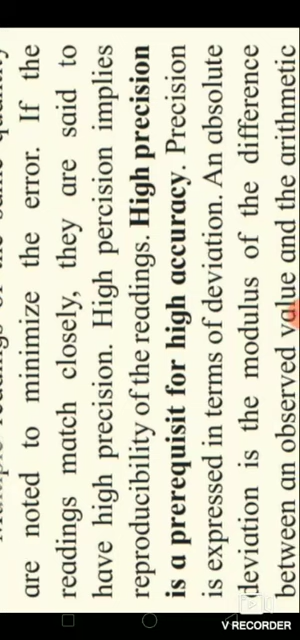 are noted to minimize the error. If the
readings match closely, they are said to
have high precision. High percision implies
reproducibility of the readings. High precision
is a prerequisit for high accuracy. Precision
is expressed in terms of deviation. An absolute
deviation is the modulus of the difference
between an observed value and the arithmetic
V RECORDER